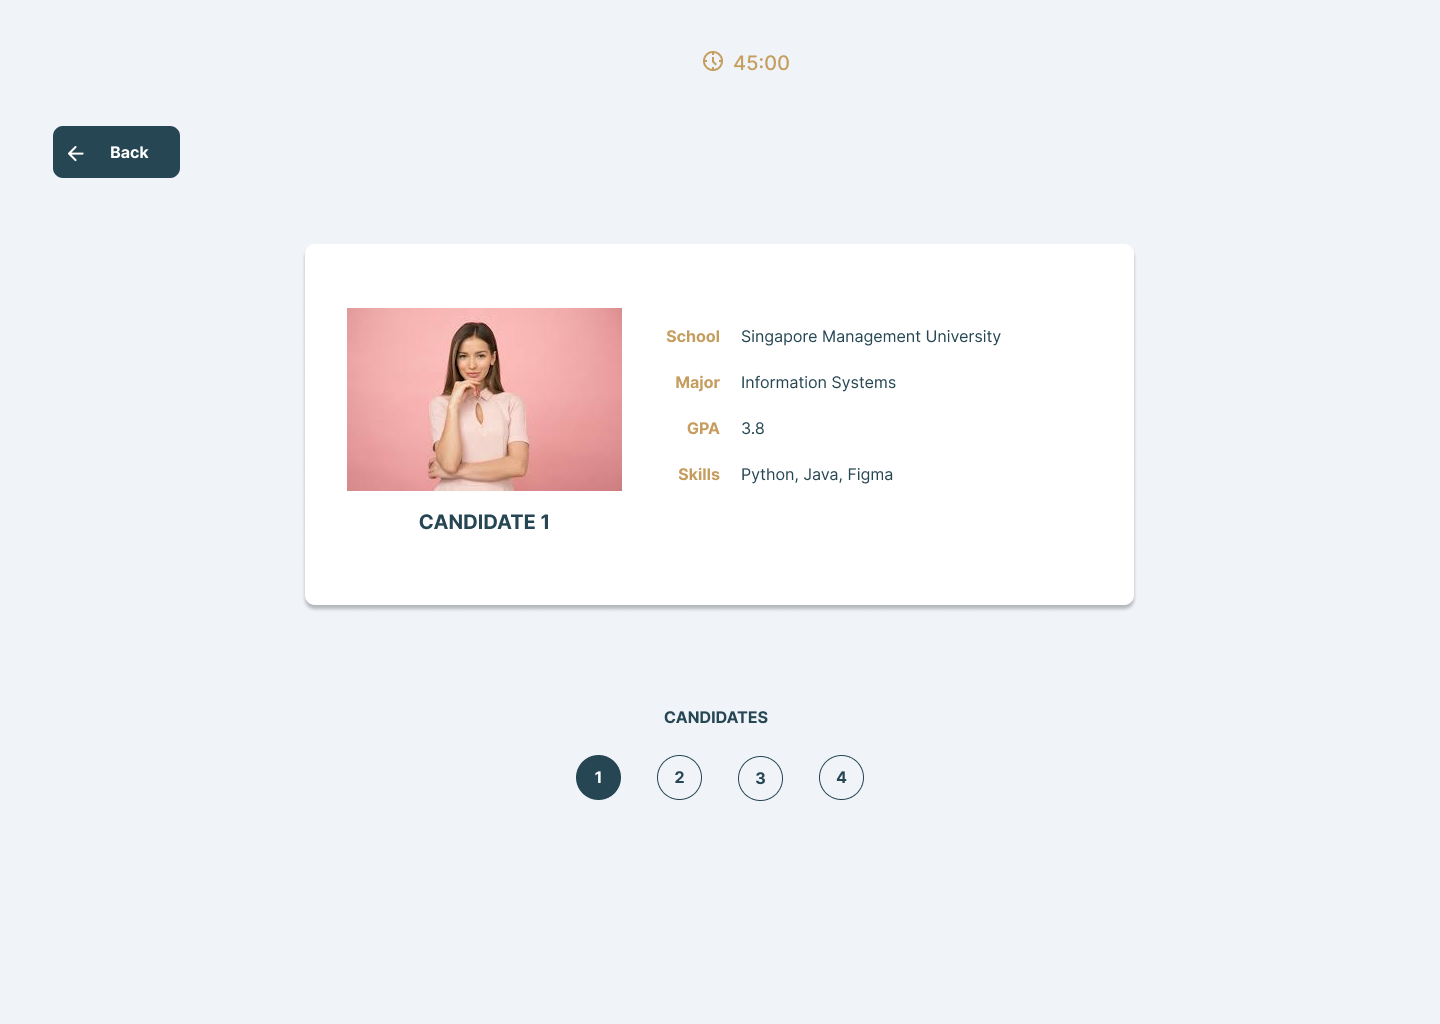 45:00
Back
School Singapore Management University
Major Information Systems
GPA 3.8
Skills Python, Java, Figma
CANDIDATE 1
CANDIDATES
1 2 3 4